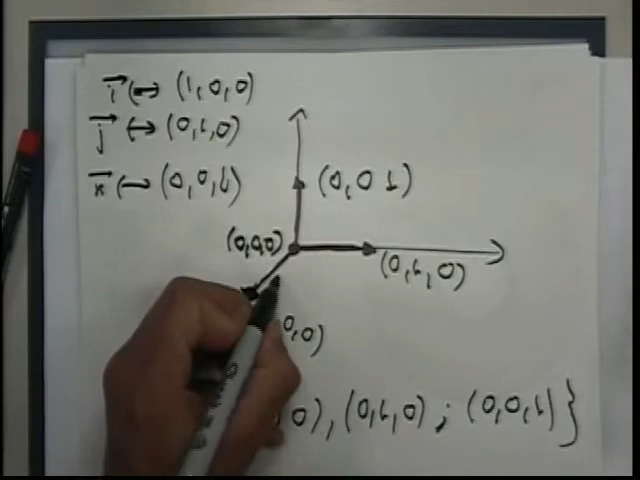 i ↔ (1,0,0)
j ↔ (0,1,0)
k ↔ (0,0,1)
(0,0 1)
(0,0,0)
(0,1,0)
0,0)
0),(0,1,0) ; (0,0,1)}